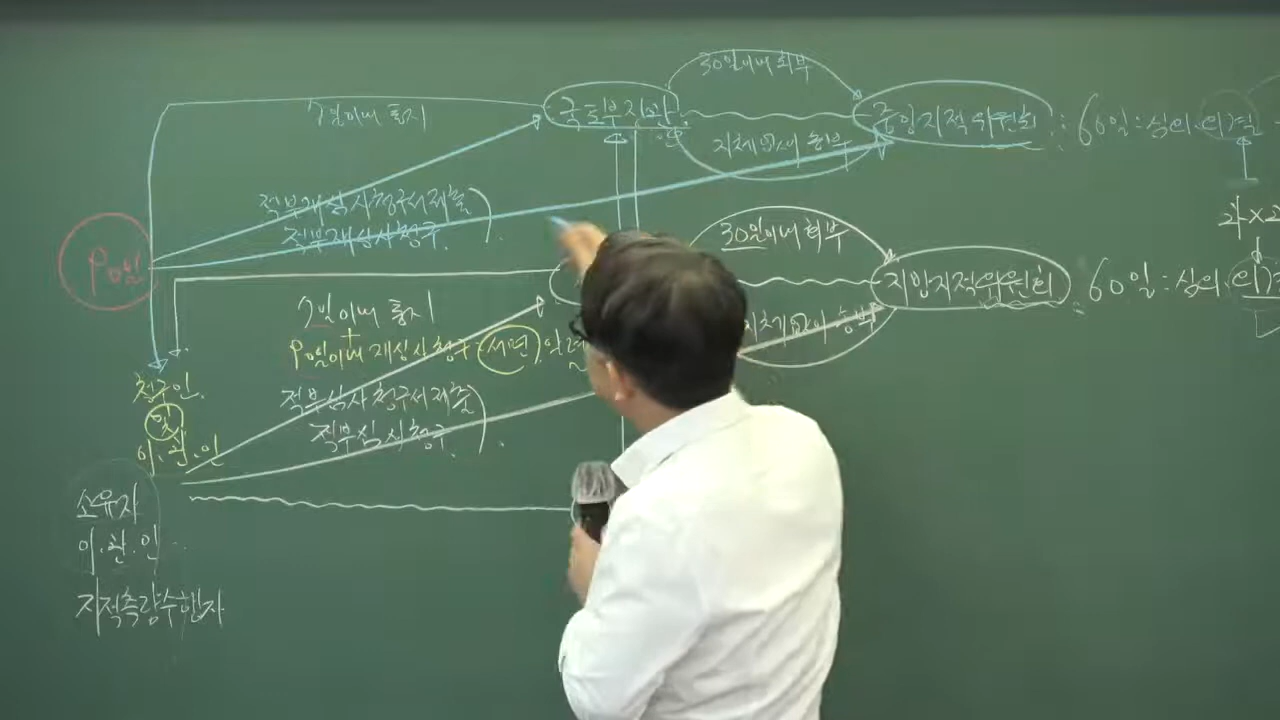 30일이내 회부
7일이내 통지
국토부장관
중앙지적위원회
60일:심의.의결
지체없이 회부
적부재심사청구서제출
적부재심사청구.
90일
30일이내 회부
지방지적위원회
60일:심의.의결
7일이내 통지
+
90일이내 재심사청구
서면
지체없이 송부
청구인.
및
이.관.인
적부심사청구서제출
적부심사청구.
소유자
이.관.인
지적측량수행자